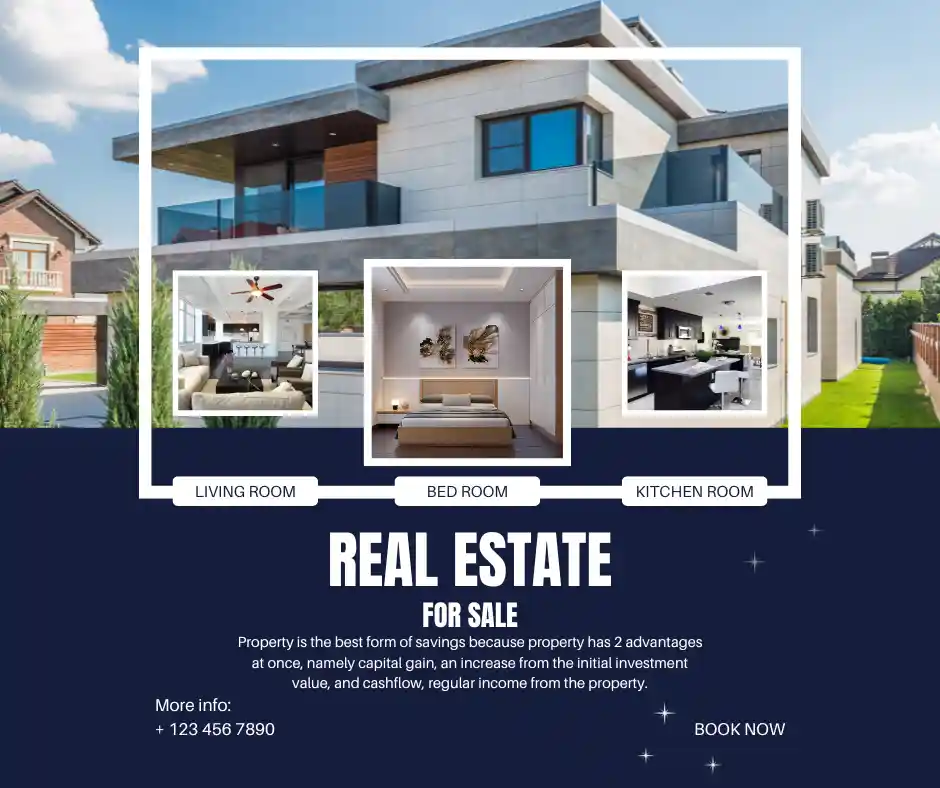 LIVING ROOM
BED ROOM
KITCHEN ROOM
REAL ESTATE
FOR SALE
Property is the best form of savings because property has 2 advantages
at once, namely capital gain, an increase from the initial investment
value, and cashflow, regular income from the property.
More info:
+ 123 456 7890
BOOK NOW